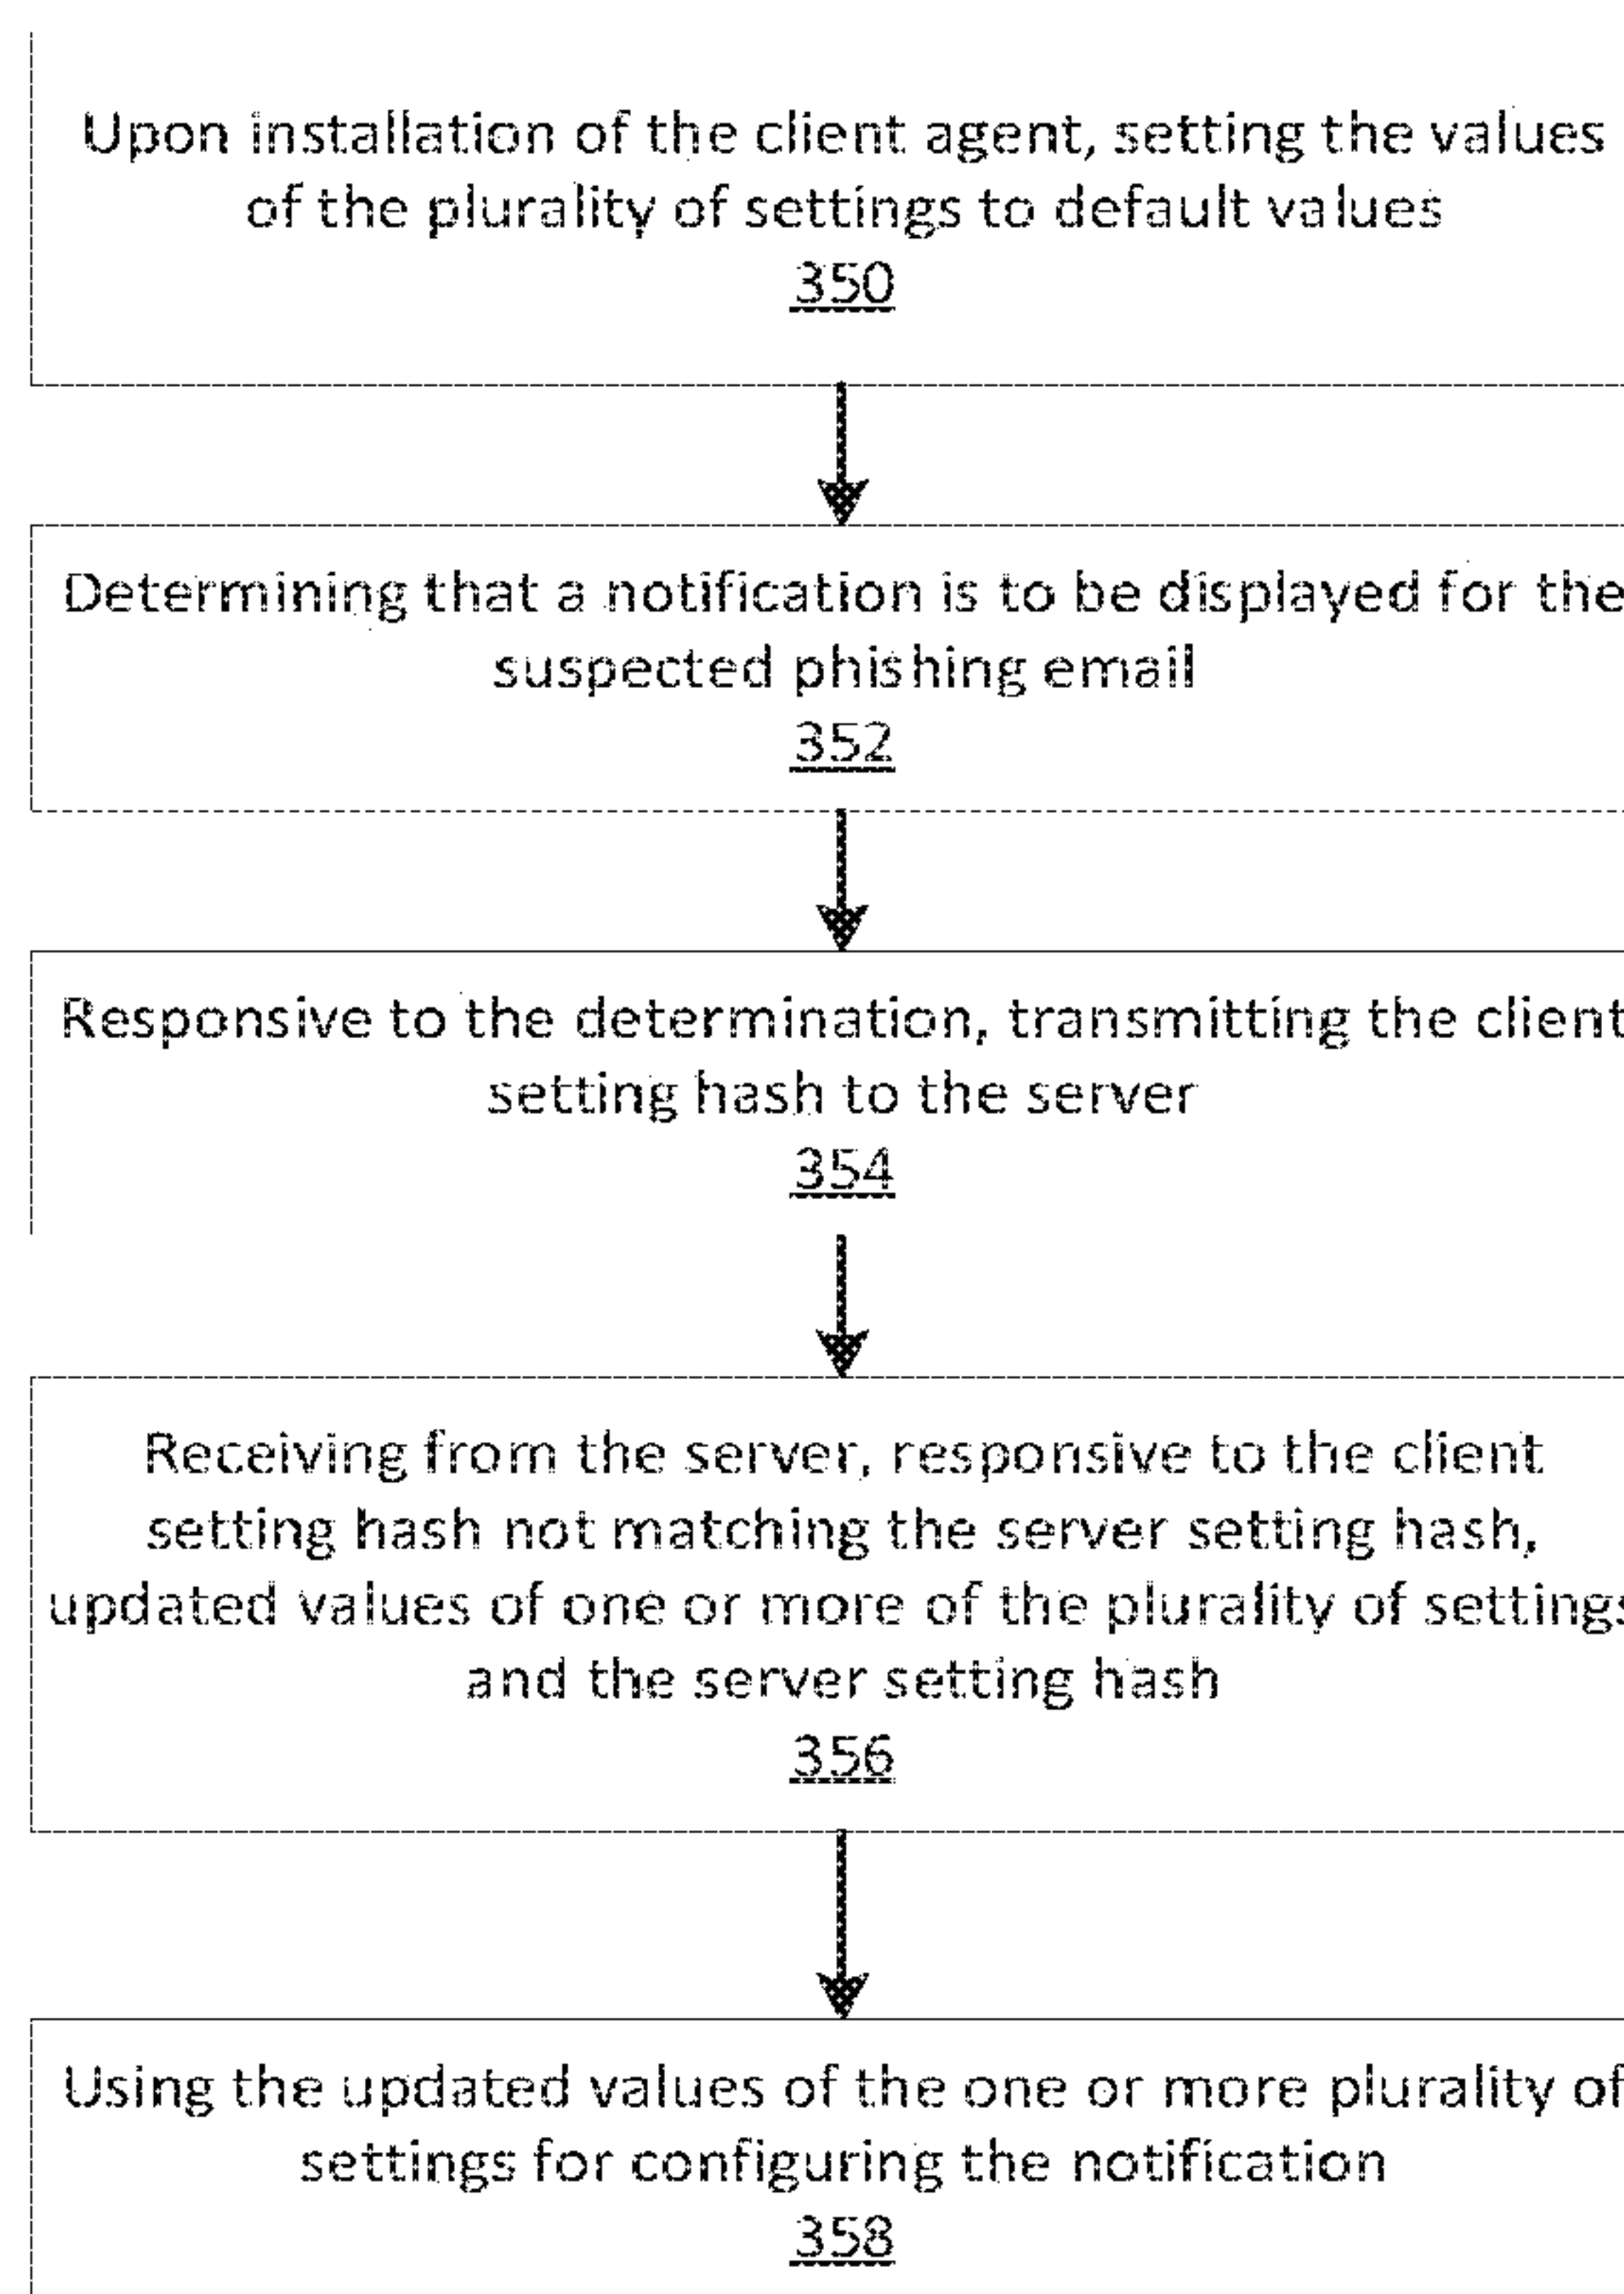 Upon installation of the client agent, setting the values
of the plurality of settings to default values
350
Determining that a notification is to be displayed for the
suspected phishing email
352
Responsive to the determination, transmitting the client
setting hash to the server
354
Receiving from the server, responsive to the client
setting hash not matching the server setting hash,
updated values of one or more of the plurality of settings
and the server setting hash
356
Using the updated values of the one or more plurality of
settings for configuring the notification
358